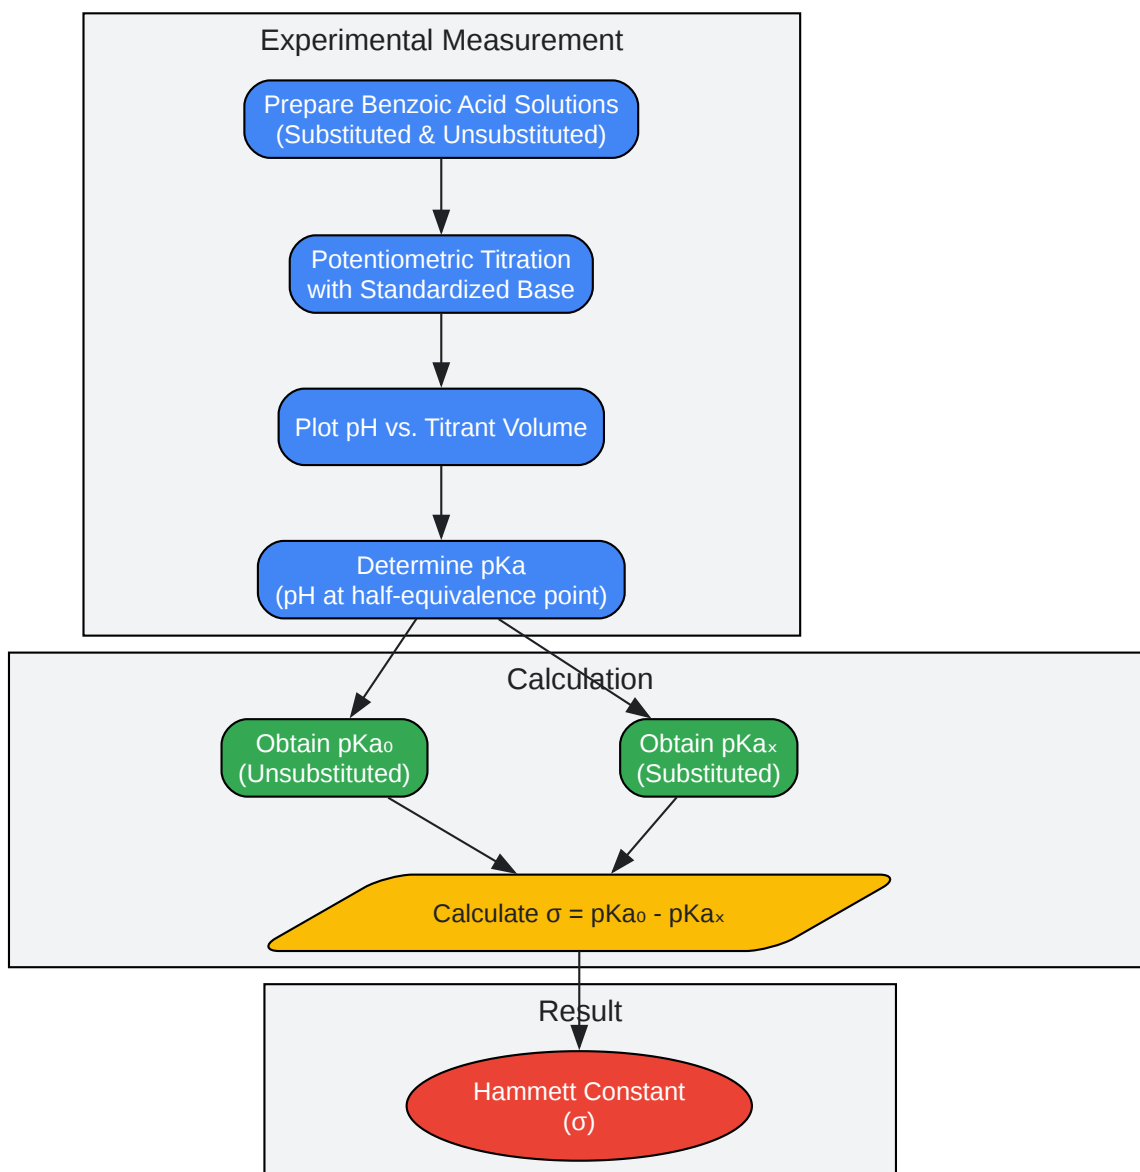 Experimental Measurement
Prepare Benzoic Acid Solutions
(Substituted & Unsubstituted)
Potentiometric Titration
with Standardized Base
Plot pH vs. Titrant Volume
Determine pKa
(pH at half-equivalence point)
Calculation
Obtain pKa₀
(Unsubstituted)
Obtain pKaₓ
(Substituted)
Calculate σ = pKa₀ - pKaₓ
Result
Hammett Constant
(σ)